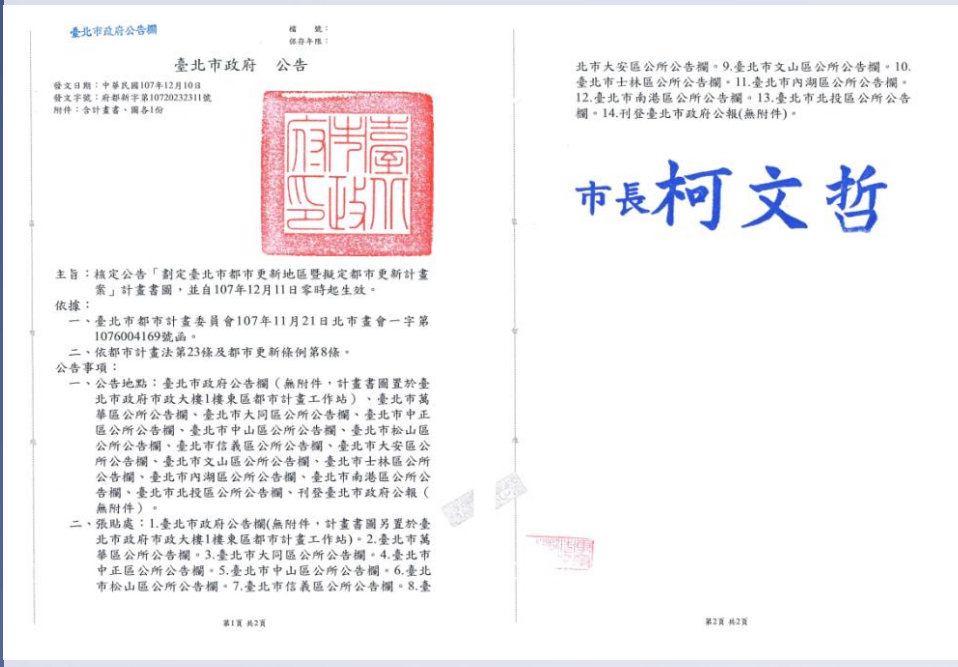 臺北市政府公告欄
檔　　號：
保存年限：
臺北市政府　公告
發文日期：中華民國107年12月10日
發文字號：府都新字第10720232311號
附件：含計畫書、圖各1份
臺北市政府印
主旨：核定公告「劃定臺北市都市更新地區暨擬定都市更新計畫
案」計畫書圖，並自107年12月11日零時起生效。
依據：
一、臺北市都市計畫委員會107年11月21日北市畫會一字第
1076004169號函。
二、依都市計畫法第23條及都市更新條例第8條。
公告事項：
一、公告地點：臺北市政府公告欄（無附件，計畫書圖置於臺
北市政府市政大樓1樓東區都市計畫工作站）、臺北市萬
華區公所公告欄、臺北市大同區公所公告欄、臺北市中正
區公所公告欄、臺北市中山區公所公告欄、臺北市松山區
公所公告欄、臺北市信義區公所公告欄、臺北市大安區公
所公告欄、臺北市文山區公所公告欄、臺北市士林區公所
公告欄、臺北市內湖區公所公告欄、臺北市南港區公所公
告欄、臺北市北投區公所公告欄、刊登臺北市政府公報（
無附件）。
二、張貼處：1.臺北市政府公告欄(無附件，計畫書圖另置於臺
北市政府市政大樓1樓東區都市計畫工作站)。2.臺北市萬
華區公所公告欄。3.臺北市大同區公所公告欄。4.臺北市
中正區公所公告欄。5.臺北市中山區公所公告欄。6.臺北
市松山區公所公告欄。7.臺北市信義區公所公告欄。8.臺
第1頁 共2頁
北市大安區公所公告欄。9.臺北市文山區公所公告欄。10.
臺北市士林區公所公告欄。11.臺北市內湖區公所公告欄。
12.臺北市南港區公所公告欄。13.臺北市北投區公所公告
欄。14.刊登臺北市政府公報(無附件)。
市長柯文哲
第2頁 共2頁